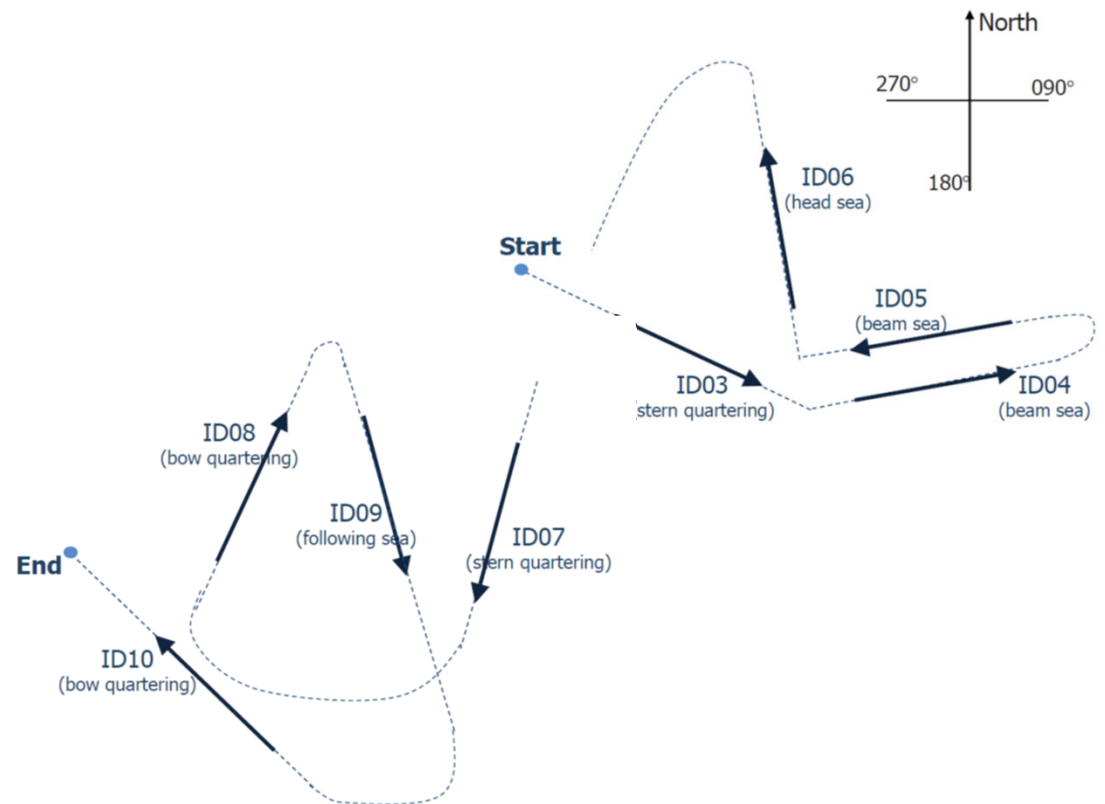 North
270°
090°
180°
ID06
(head sea)
Start
ID05
(beam sea)
ID03
(stern quartering)
ID04
(beam sea)
ID08
(bow quartering)
ID09
(following sea)
ID07
(stern quartering)
End
ID10
(bow quartering)